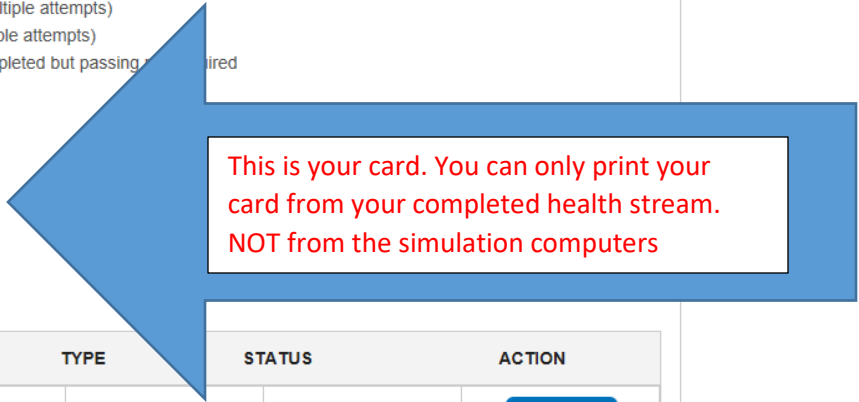 ltiple attempts)
ple attempts)
pleted but passing
uired
This is your card. You can only print your
card from your completed health stream.
NOT from the simulation computers
TYPE STATUS ACTION